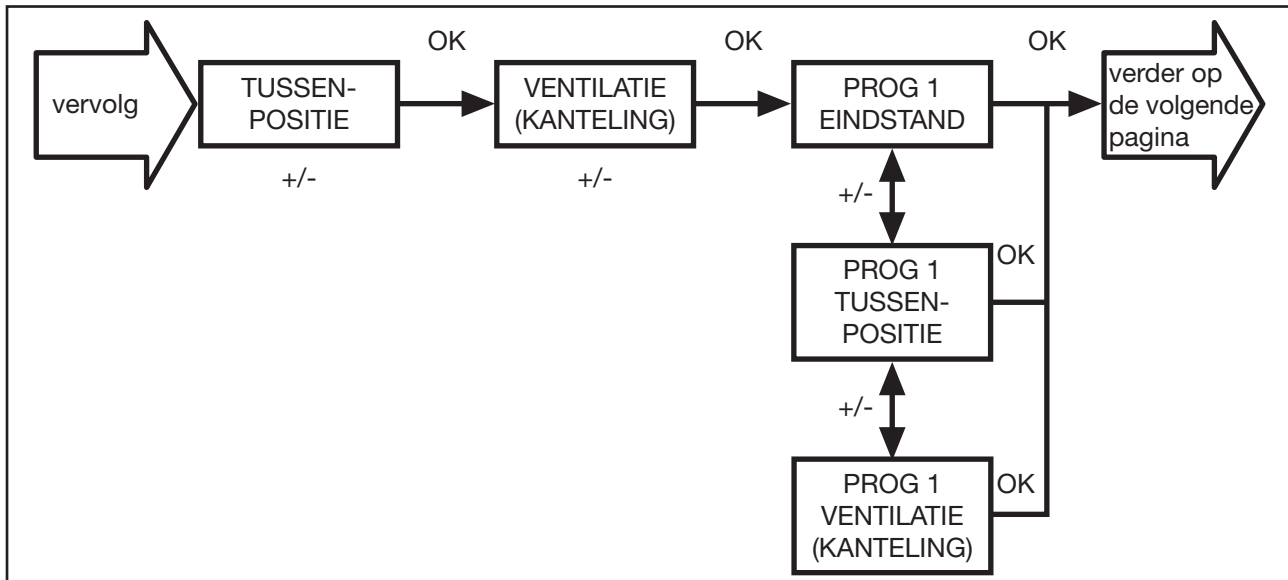 OK
OK
OK
vervolg
TUSSEN-
POSITIE
VENTILATIE
(KANTELING)
PROG 1
EINDSTAND
verder op
de volgende
pagina
+/-
+/-
+/-
PROG 1
TUSSEN-
POSITIE
OK
+/-
PROG 1
VENTILATIE
(KANTELING)
OK